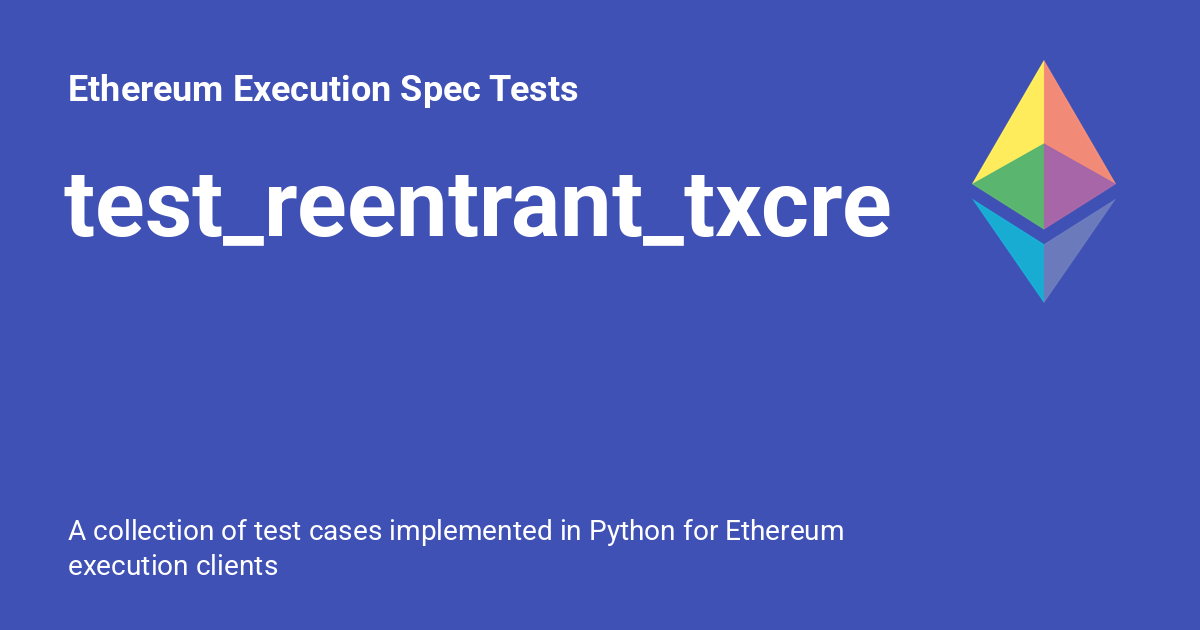 Ethereum Execution Spec Tests
test_reentrant_txcre
A collection of test cases implemented in Python for Ethereum
execution clients